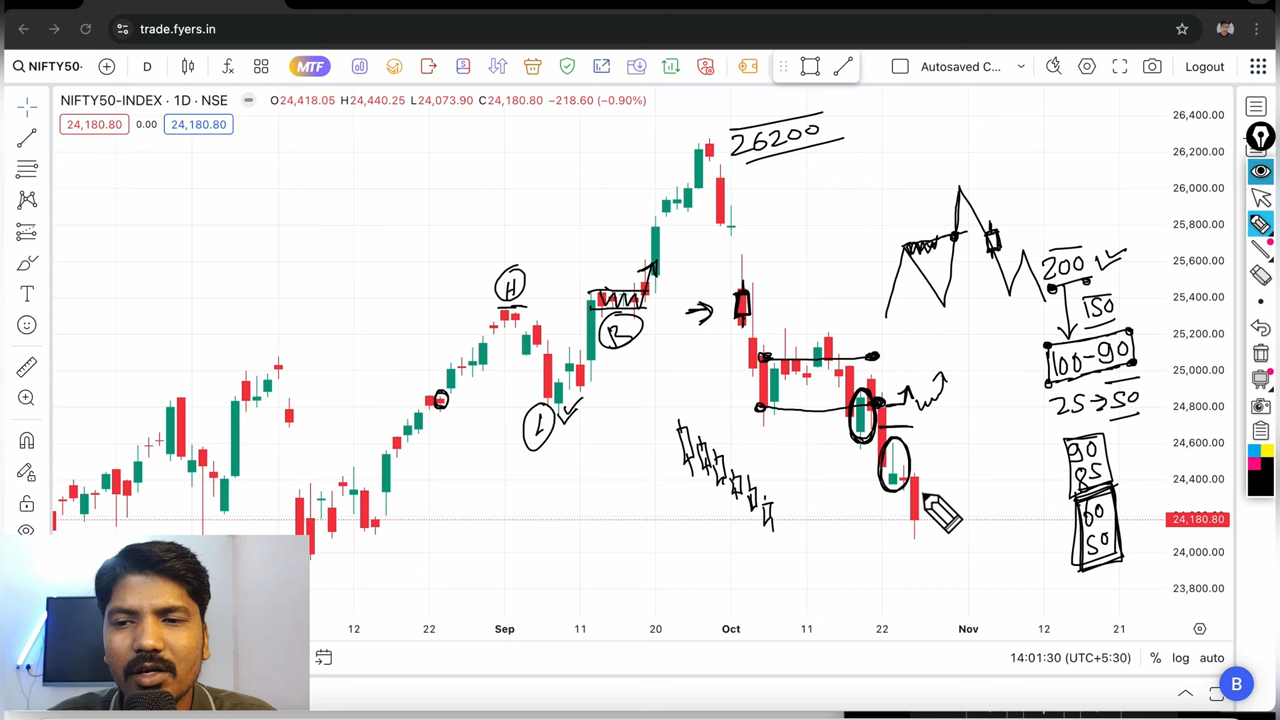 trade.fyers.in
NIFTY50-
D
MTF
Autosaved C...
Logout
NIFTY50-INDEX · 1D · NSE
O24,418.05 H24,440.25 L24,073.90 C24,180.80 −218.60 (−0.90%)
24,180.80
0.00
24,180.80
26200
H
B
L
200
150
100-90
25 → 50
90
85
60
50
26,400.00
26,200.00
26,000.00
25,800.00
25,600.00
25,400.00
25,200.00
25,000.00
24,800.00
24,600.00
24,400.00
24,180.80
24,000.00
23,800.00
12
22
Sep
11
20
Oct
11
22
Nov
12
21
14:01:30 (UTC+5:30)
%
log
auto
B